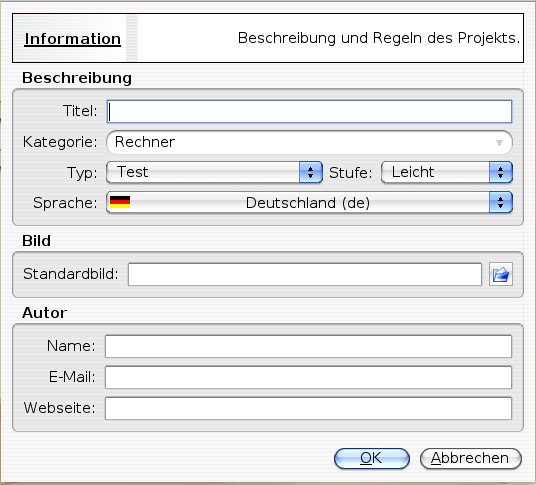 Information
Beschreibung und Regeln des Projekts.
Beschreibung
Titel:
Kategorie: Rechner
Typ: Test Stufe: Leicht
Sprache: Deutschland (de)
Bild
Standardbild:
Autor
Name:
E-Mail:
Webseite:
OK Abbrechen